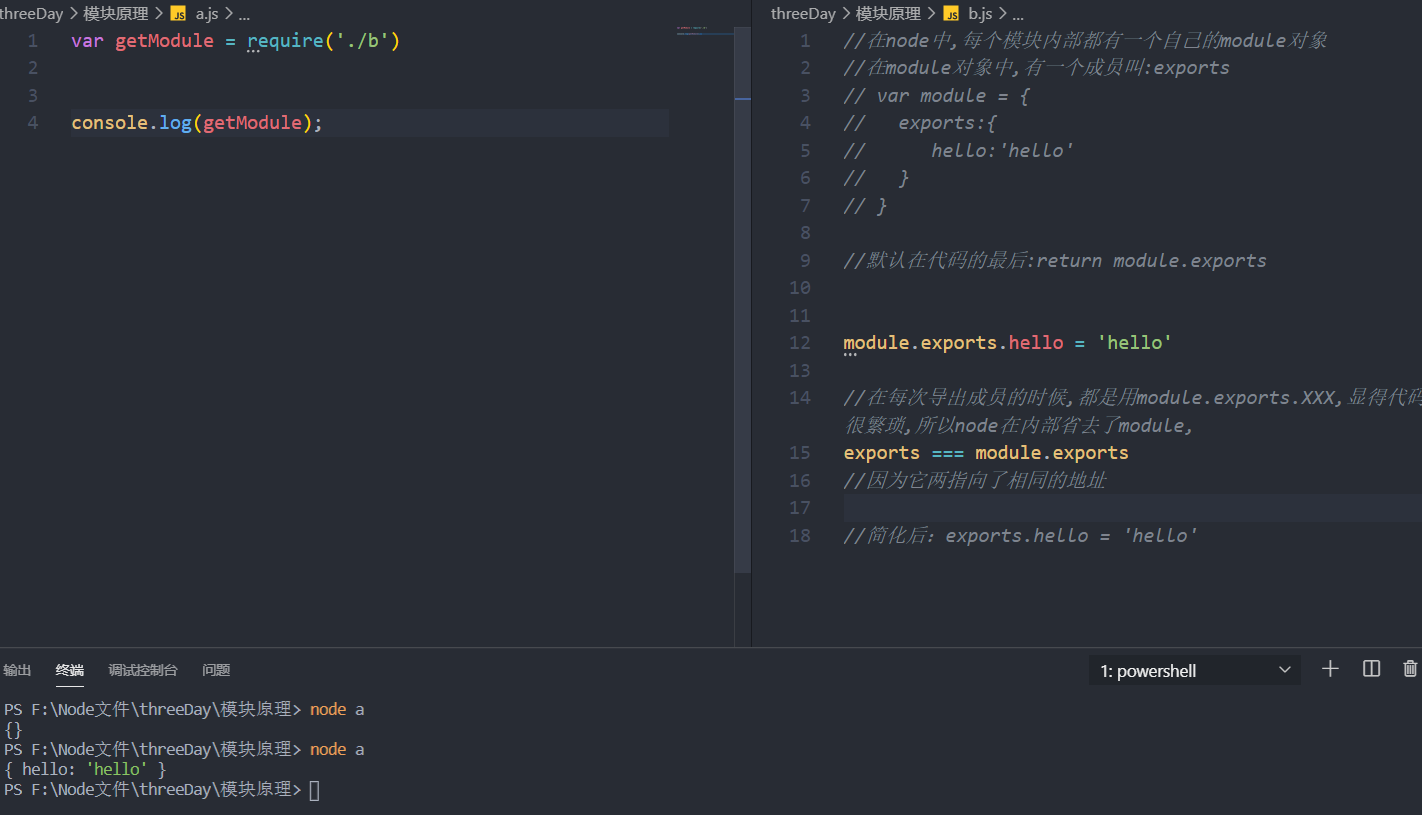 threeDay > 模块原理 > JS a.js > ...
1 var getModule = require('./b')
2
3
4 console.log(getModule);
threeDay > 模块原理 > JS b.js > ...
1 //在node中,每个模块内部都有一个自己的module对象
2 //在module对象中,有一个成员叫:exports
3 // var module = {
4 //   exports:{
5 //      hello:'hello'
6 //   }
7 // }
8
9 //默认在代码的最后:return module.exports
10
11
12 module.exports.hello = 'hello'
13
14 //在每次导出成员的时候,都是用module.exports.XXX,显得代码
很繁琐,所以node在内部省去了module,
15 exports === module.exports
16 //因为它两指向了相同的地址
17
18 //简化后: exports.hello = 'hello'
输出 终端 调试控制台 问题
1: powershell
PS F:\Node文件\threeDay\模块原理> node a
{}
PS F:\Node文件\threeDay\模块原理> node a
{ hello: 'hello' }
PS F:\Node文件\threeDay\模块原理>